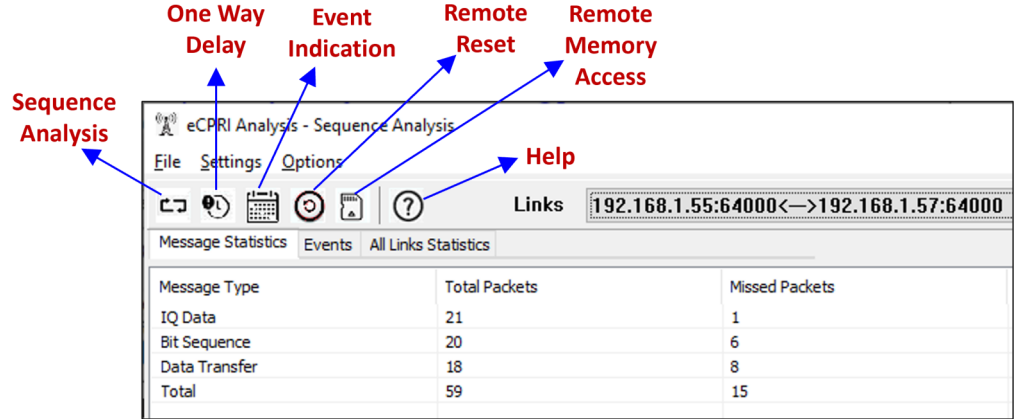 One Way
Delay
Event
Indication
Remote
Reset
Remote
Memory
Access
Sequence
Analysis
eCPRI Analysis - Sequence Analysis
File Settings Options
Help
Links 192.168.1.55:64000<-->192.168.1.57:64000
Message Statistics Events All Links Statistics
Message Type Total Packets Missed Packets
IQ Data 21 1
Bit Sequence 20 6
Data Transfer 18 8
Total 59 15